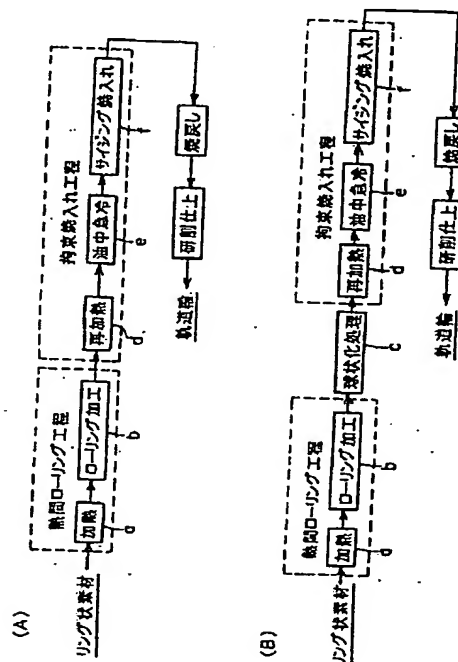 (A)
リング状素材
熱間ローリング工程
加熱
a
ローリング加工
b
拘束焼入れ工程
再加熱
d
油中急冷
e
サイジング焼入れ
f
焼戻し
研削仕上
軌道輪
(B)
リング状素材
熱間ローリング工程
加熱
a
ローリング加工
b
球状化処理
c
拘束焼入れ工程
再加熱
d
油中急冷
e
サイジング焼入れ
f
焼戻し
研削仕上
軌道輪